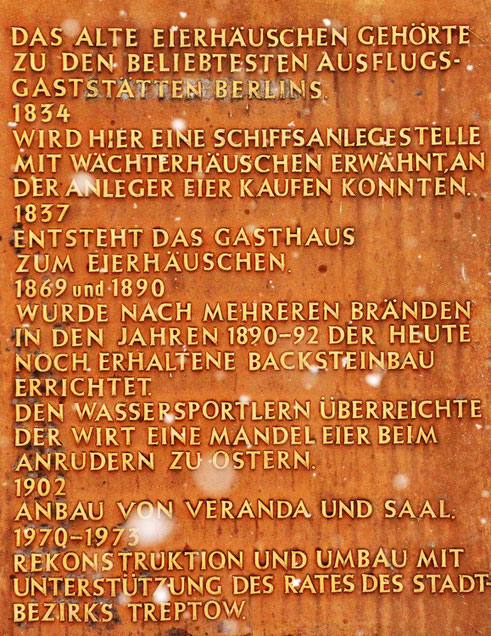 DAS ALTE EIERHÄUSCHEN GEHÖRTE
ZU DEN BELIEBTESTEN AUSFLUGS-
GASTSTÄTTEN BERLINS.
1834
WIRD HIER EINE SCHIFFSANLEGESTELLE
MIT WÄCHTERHÄUSCHEN ERWÄHNT, AN
DER ANLEGER EIER KAUFEN KONNTEN.
1837
ENTSTEHT DAS GASTHAUS
ZUM EIERHÄUSCHEN.
1869 und 1890
WURDE NACH MEHREREN BRÄNDEN
IN DEN JAHREN 1890-92 DER HEUTE
NOCH ERHALTENE BACKSTEINBAU
ERRICHTET.
DEN WASSERSPORTLERN ÜBERREICHTE
DER WIRT EINE MANDEL EIER BEIM
ANRUDERN ZU OSTERN.
1902
ANBAU VON VERANDA UND SAAL.
1970-1973
REKONSTRUKTION UND UMBAU MIT
UNTERSTÜTZUNG DES RATES DES STADT-
BEZIRKS TREPTOW.